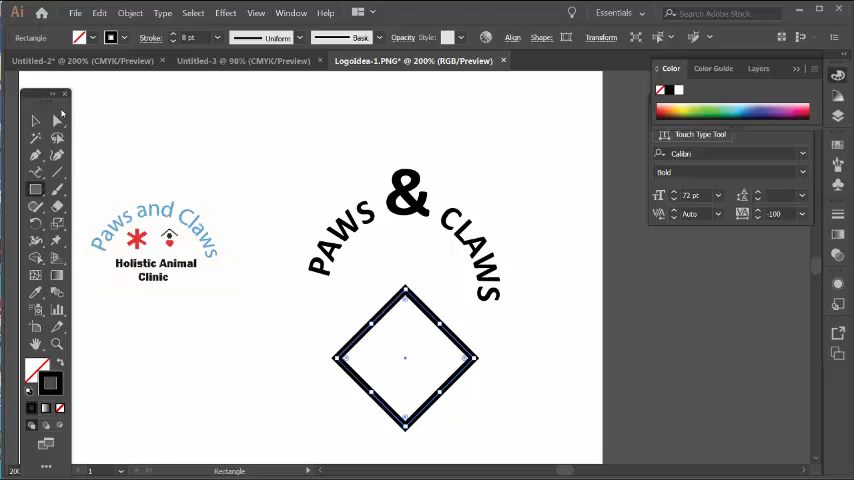 Ai File Edit Object Type Select Effect View Window Help Essentials Search Adobe Stock
Rectangle Stroke: 8 pt Uniform Basic Opacity Style: Align Shape: Transform
Untitled-2* @ 200% (CMYK/Preview) × Untitled-3 @ 98% (CMYK/Preview) × LogoIdea-1.PNG* @ 200% (RGB/Preview) ×
Color Color Guide Layers
Touch Type Tool
Calibri
Bold
72 pt
Auto -100
PAWS & CLAWS
Paws and Claws
Holistic Animal
Clinic
200 1 Rectangle